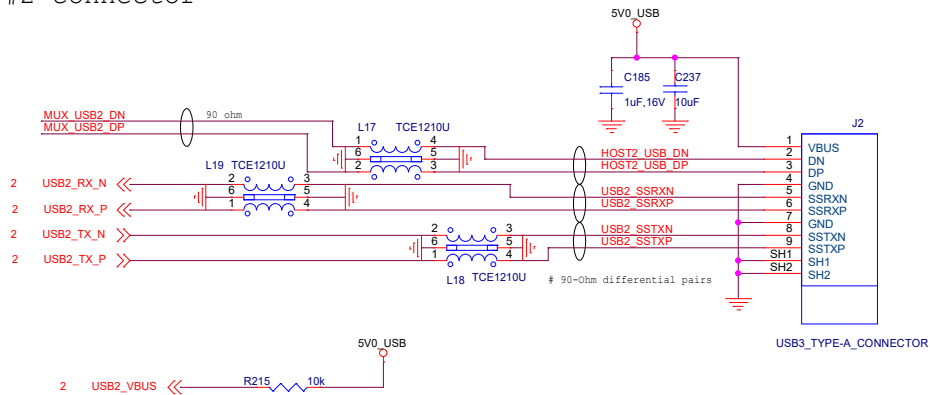 #2 Connector
5V0_USB
C185
C237
1uF,16V
10uF
MUX_USB2_DN
90 ohm
MUX_USB2_DP
L17
TCE1210U
J2
1
4
6
5
2
3
HOST2_USB_DN
HOST2_USB_DP
1
VBUS
2
DN
3
DP
4
GND
5
SSRXN
6
SSRXP
7
GND
8
SSTXN
9
SSTXP
SH1
SH1
SH2
SH2
L19
TCE1210U
2
USB2_RX_N
2
3
USB2_SSRXN
6
5
2
USB2_RX_P
1
4
USB2_SSRXP
2
USB2_TX_N
2
3
USB2_SSTXN
6
5
USB2_SSTXP
2
USB2_TX_P
1
4
L18
TCE1210U
# 90-Ohm differential pairs
USB3_TYPE-A_CONNECTOR
5V0_USB
2
USB2_VBUS
R215
10k